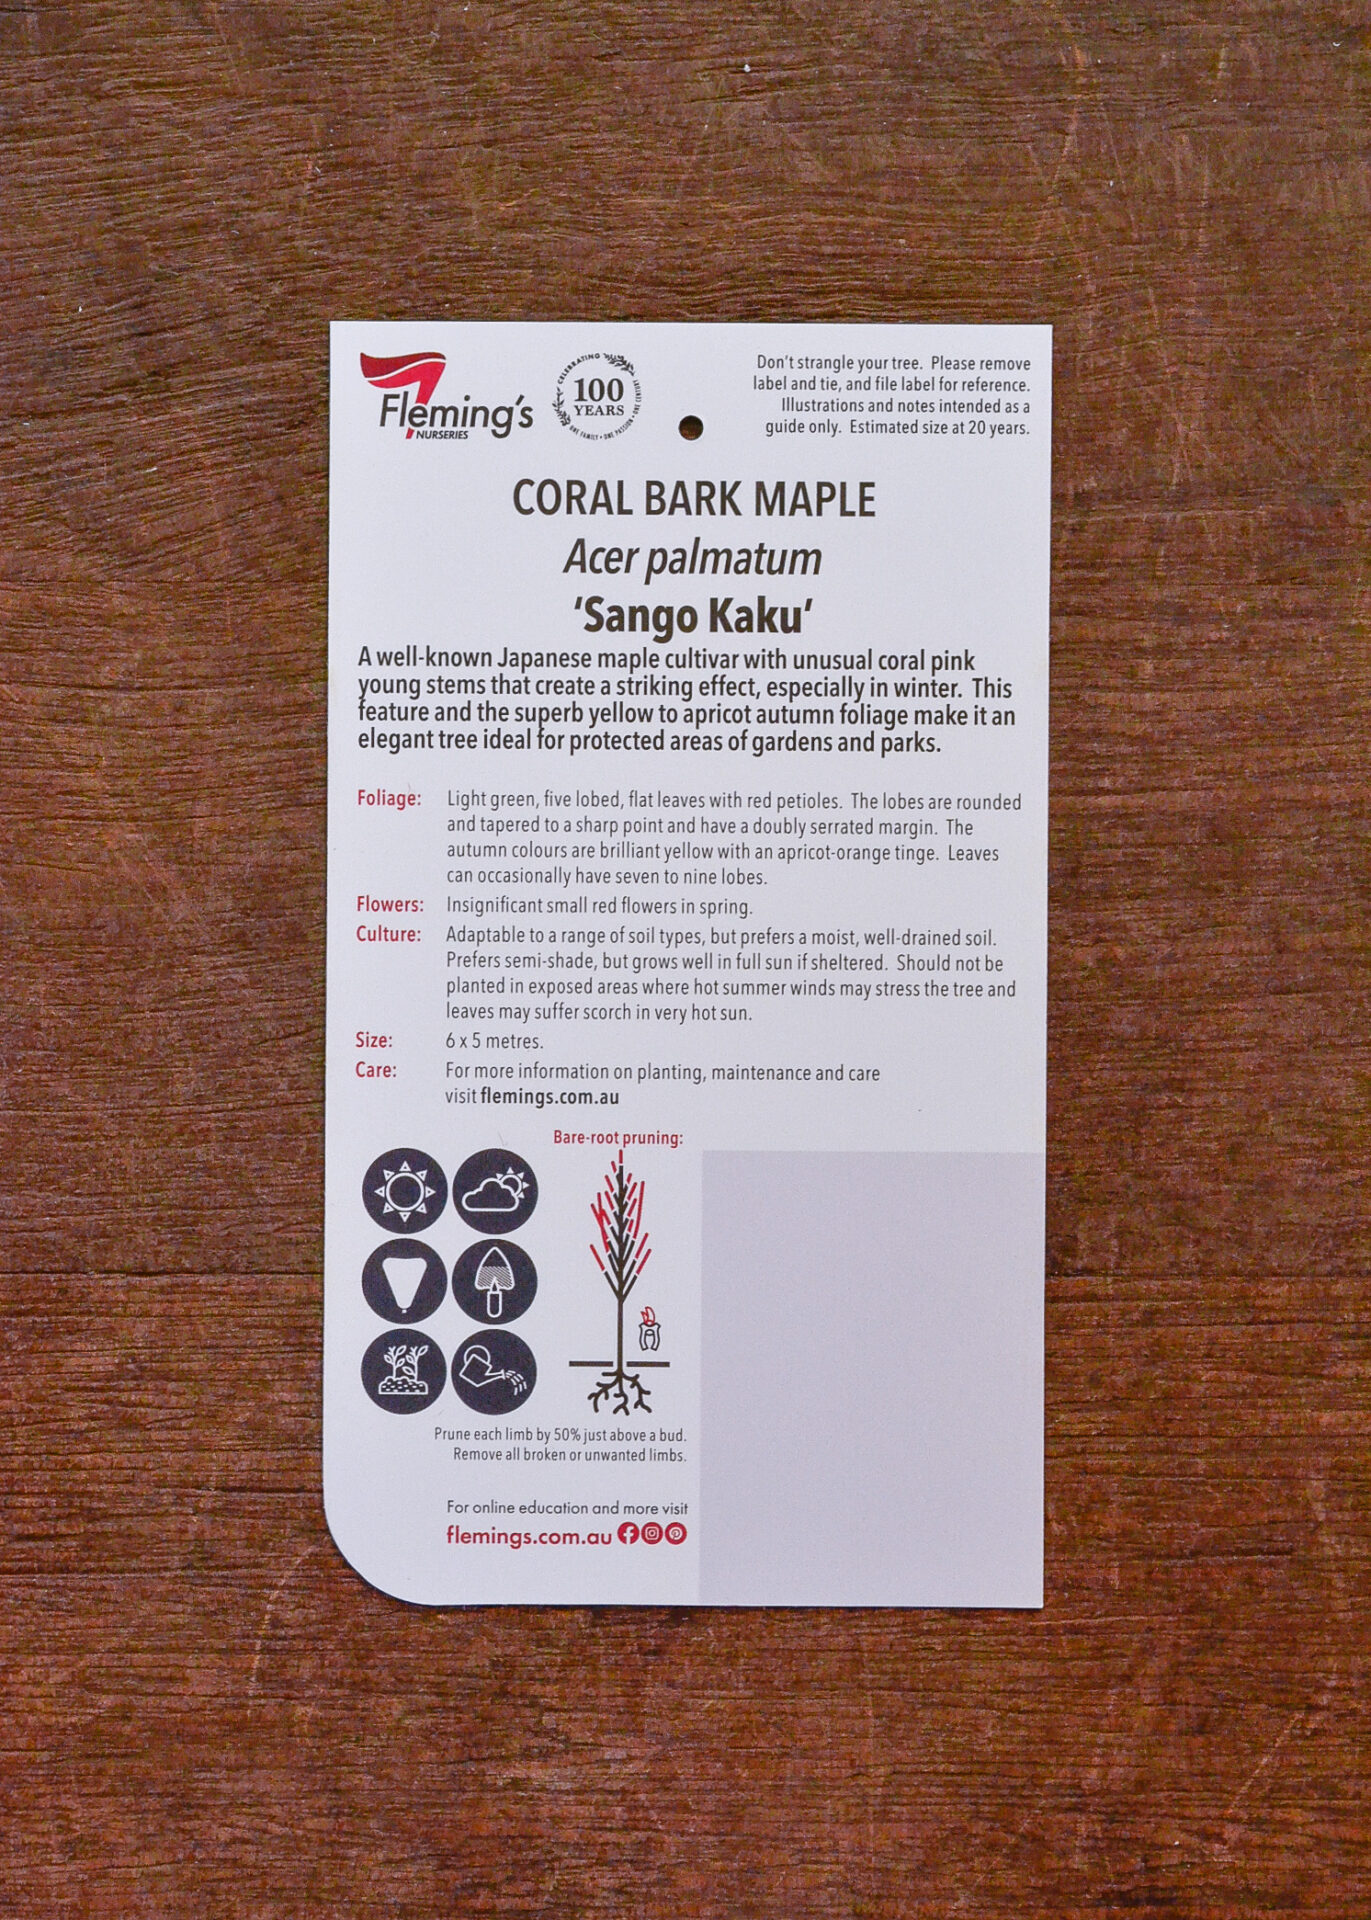 Fleming's
NURSERIES
CELEBRATING
100
YEARS
ONE FAMILY • ONE PASSION • ONE CENTURY
Don't strangle your tree. Please remove
label and tie, and file label for reference.
Illustrations and notes intended as a
guide only. Estimated size at 20 years.
CORAL BARK MAPLE
Acer palmatum
‘Sango Kaku‘
A well-known Japanese maple cultivar with unusual coral pink
young stems that create a striking effect, especially in winter. This
feature and the superb yellow to apricot autumn foliage make it an
elegant tree ideal for protected areas of gardens and parks.
Foliage: Light green, five lobed, flat leaves with red petioles. The lobes are rounded
and tapered to a sharp point and have a doubly serrated margin. The
autumn colours are brilliant yellow with an apricot-orange tinge. Leaves
can occasionally have seven to nine lobes.
Flowers: Insignificant small red flowers in spring.
Culture: Adaptable to a range of soil types, but prefers a moist, well-drained soil.
Prefers semi-shade, but grows well in full sun if sheltered. Should not be
planted in exposed areas where hot summer winds may stress the tree and
leaves may suffer scorch in very hot sun.
Size: 6 x 5 metres.
Care: For more information on planting, maintenance and care
visit flemings.com.au
Bare-root pruning:
Prune each limb by 50% just above a bud.
Remove all broken or unwanted limbs.
For online education and more visit
flemings.com.au